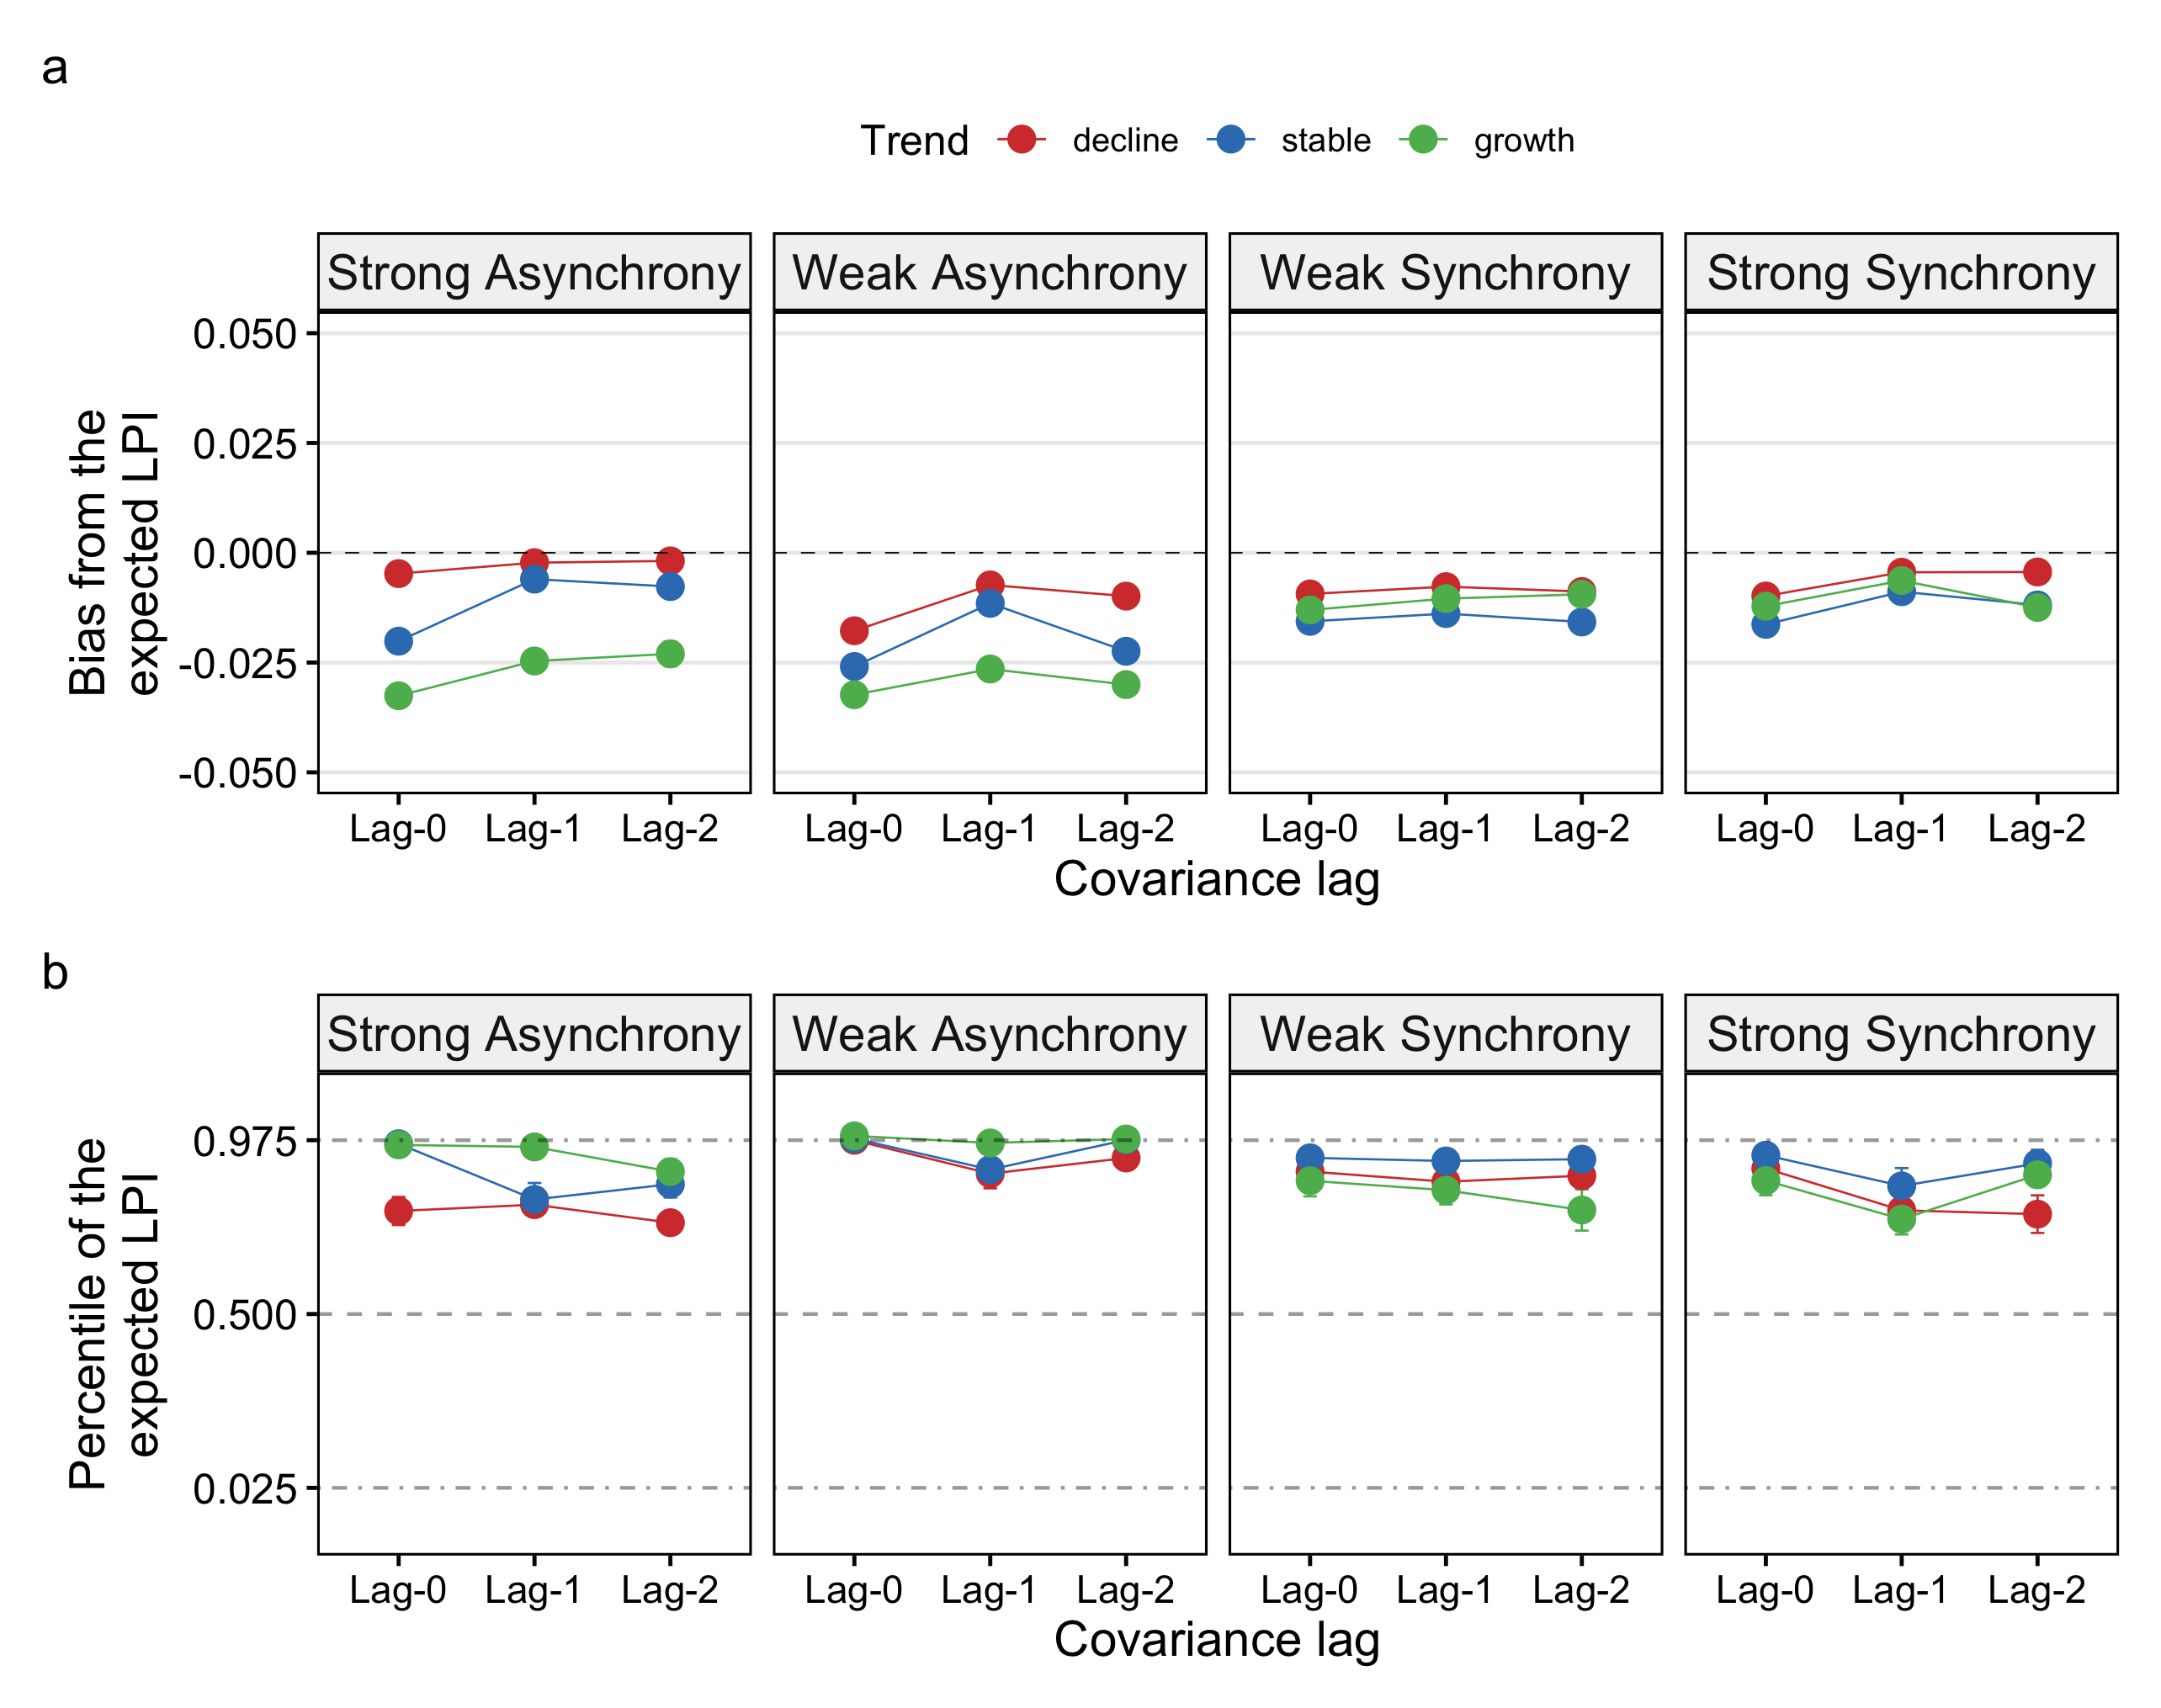 a
Trend decline stable growth
Strong Asynchrony Weak Asynchrony Weak Synchrony Strong Synchrony
0.050
0.025
0.000
-0.025
-0.050
Bias from the
expected LPI
Lag-0 Lag-1 Lag-2 Lag-0 Lag-1 Lag-2 Lag-0 Lag-1 Lag-2 Lag-0 Lag-1 Lag-2
Covariance lag
b
Strong Asynchrony Weak Asynchrony Weak Synchrony Strong Synchrony
0.975
0.500
0.025
Percentile of the
expected LPI
Lag-0 Lag-1 Lag-2 Lag-0 Lag-1 Lag-2 Lag-0 Lag-1 Lag-2 Lag-0 Lag-1 Lag-2
Covariance lag